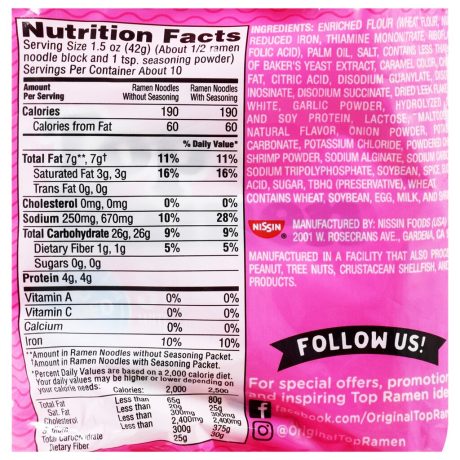 Nutrition Facts
Serving Size 1.5 oz (42g) (About 1/2 ramen
noodle block and 1 tsp. seasoning powder)
Servings Per Container About 10
Amount Per Serving Ramen Noodles Without Seasoning Ramen Noodles With Seasoning
Calories 190 190
Calories from Fat 60 60
% Daily Value*
Total Fat 7g**, 7g† 11% 11%
Saturated Fat 3g, 3g 16% 16%
Trans Fat 0g, 0g
Cholesterol 0mg, 0mg 0% 0%
Sodium 250mg, 670mg 10% 28%
Total Carbohydrate 26g, 26g 9% 9%
Dietary Fiber 1g, 1g 5% 5%
Sugars 0g, 0g
Protein 4g, 4g
Vitamin A 0% 0%
Vitamin C 0% 0%
Calcium 0% 0%
Iron 10% 10%
**Amount in Ramen Noodles without Seasoning Packet.
†Amount in Ramen Noodles with Seasoning Packet.
*Percent Daily Values are based on a 2,000 calorie diet.
Your daily values may be higher or lower depending on
your calorie needs: Calories: 2,000 2,500
Total Fat Less than 65g 80g
Sat. Fat Less than 20g 25g
Cholesterol Less than 300mg 300mg
Less than
Total Carbohydrate 300g 375g
Dietary Fiber 25g 30g
INGREDIENTS: ENRICHED FLOUR (WHEAT FLOUR,
REDUCED IRON, THIAMINE MONONITRATE,
FOLIC ACID), PALM OIL, SALT, CONTAINS LESS
OF BAKER'S YEAST EXTRACT, CARAMEL COLOR,
FAT, CITRIC ACID, DISODIUM GUANYLATE,
INOSINATE, DISODIUM SUCCINATE, DRIED LEEK
WHITE, GARLIC POWDER, HYDROLYZED
AND SOY PROTEIN, LACTOSE,
NATURAL FLAVOR, ONION POWDER,
CARBONATE, POTASSIUM CHLORIDE, POWDERED
SHRIMP POWDER, SODIUM ALGINATE, SODIUM
SODIUM TRIPOLYPHOSPHATE, SOYBEAN, SPICE,
ACID, SUGAR, TBHQ (PRESERVATIVE), WHEAT.
CONTAINS WHEAT, SOYBEAN, EGG, MILK, AND
NISSIN MANUFACTURED BY: NISSIN FOODS (USA)
2001 W. ROSECRANS AVE., GARDENA,
MANUFACTURED IN A FACILITY THAT ALSO
PEANUT, TREE NUTS, CRUSTACEAN SHELLFISH,
PRODUCTS.
FOLLOW US!
For special offers,
and inspiring Top Ramen
facebook.com/OriginalTop
@OriginalTopRamen